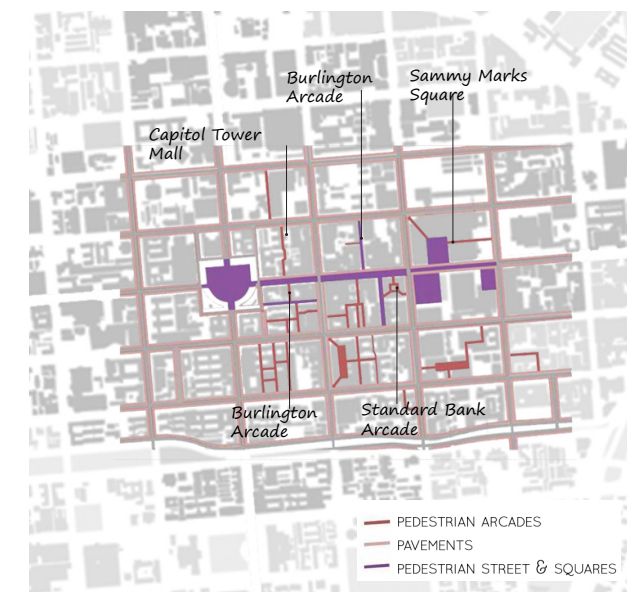 Burlington
Arcade
Sammy Marks
Square
Capitol Tower
Mall
Burlington
Arcade
Standard Bank
Arcade
PEDESTRIAN ARCADES
PAVEMENTS
PEDESTRIAN STREET & SQUARES